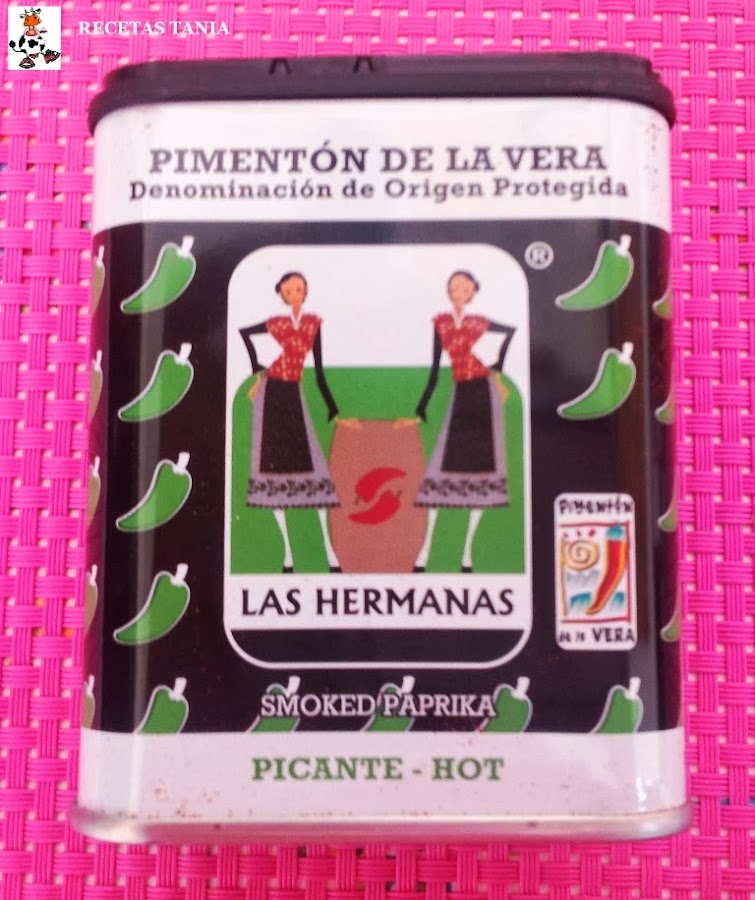 RECETAS TANIA
PIMENTÓN DE LA VERA
Denominación de Origen Protegida
®
Pimentón
de la VERA
LAS HERMANAS
SMOKED PAPRIKA
PICANTE - HOT